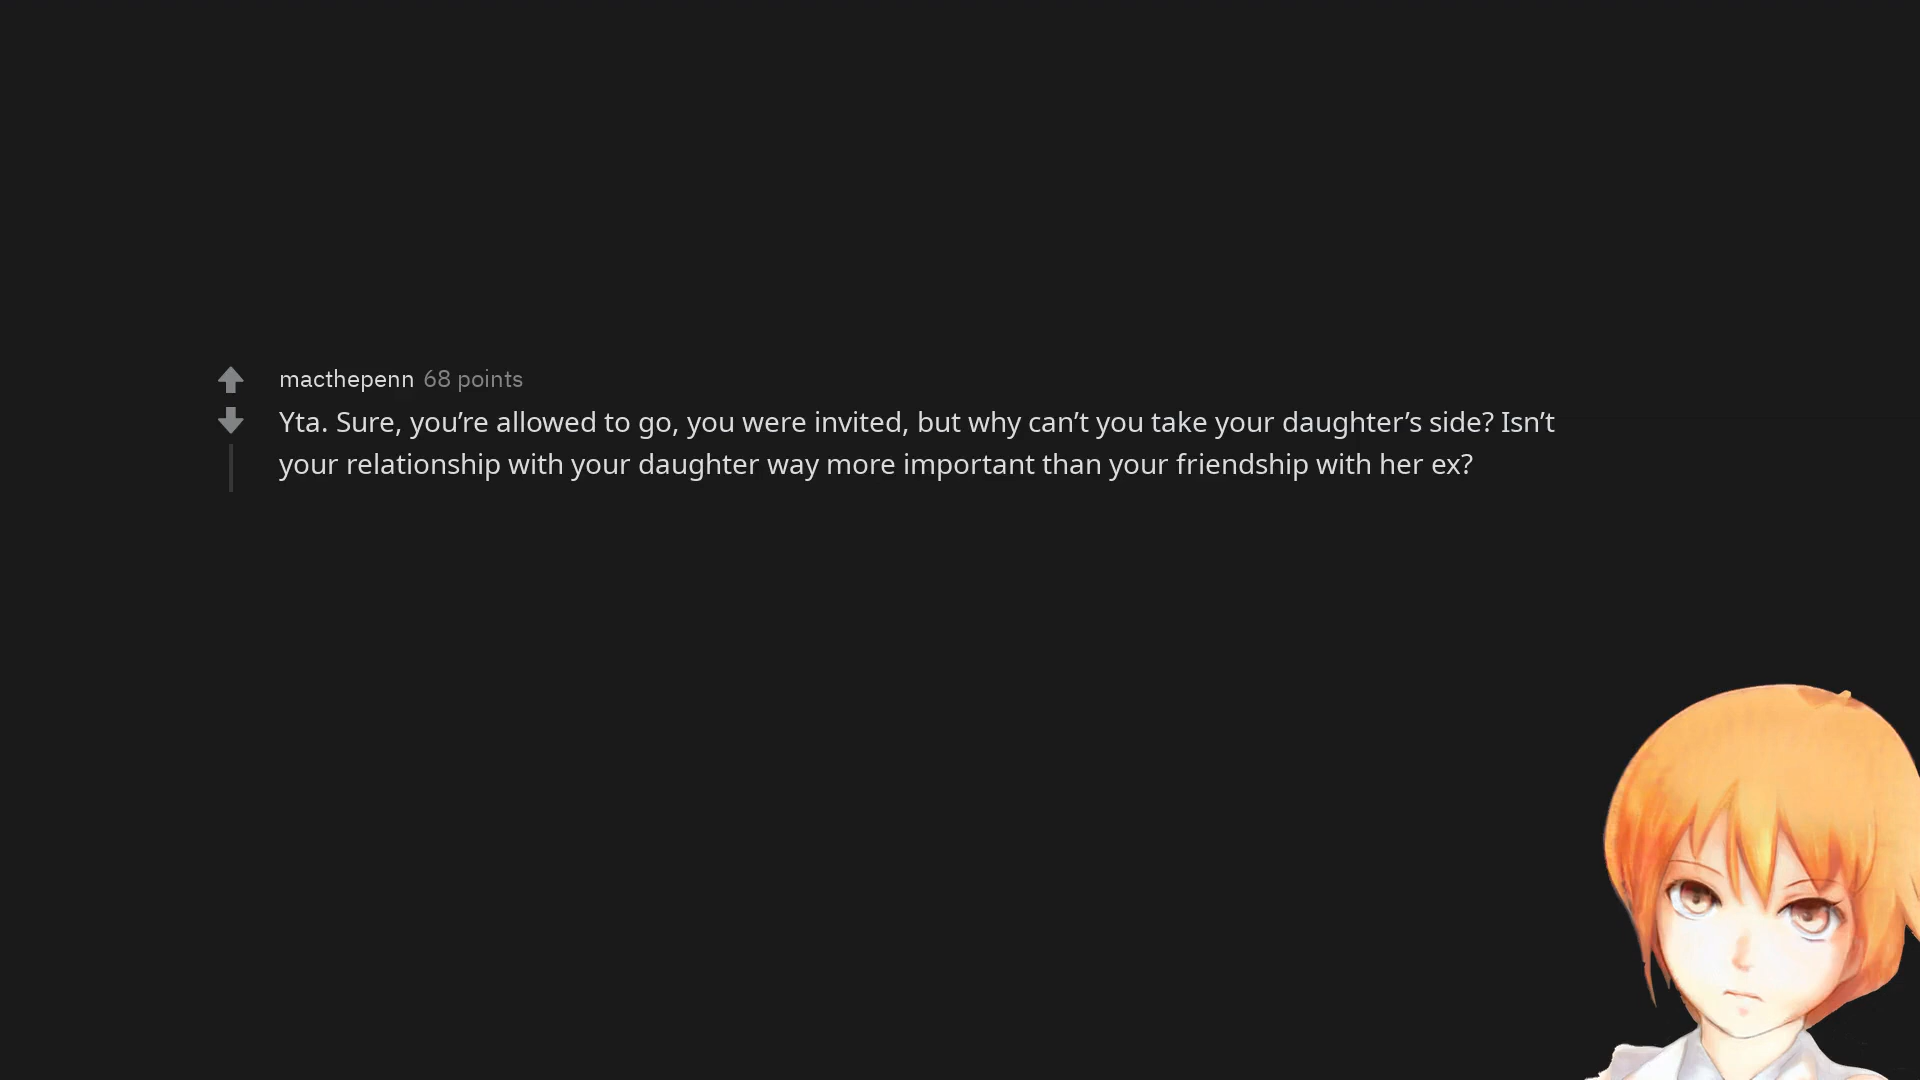 macthepenn 68 points
Yta. Sure, you’re allowed to go, you were invited, but why can’t you take your daughter’s side? Isn’t
your relationship with your daughter way more important than your friendship with her ex?